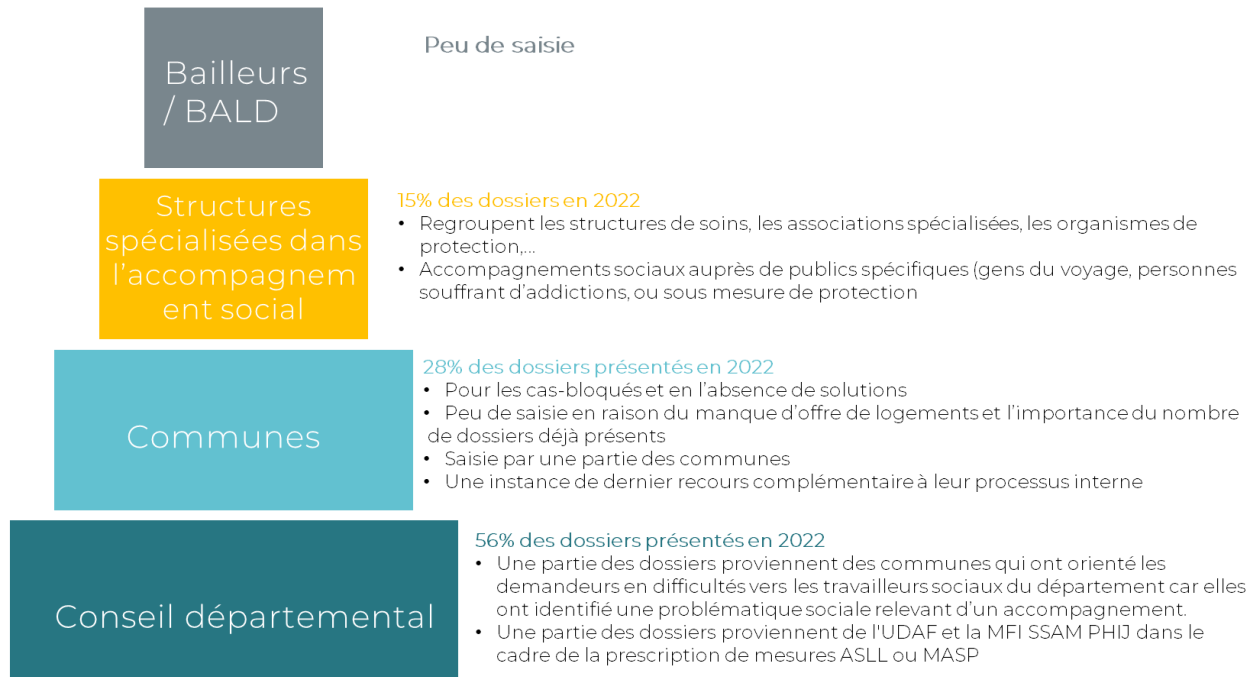 Bailleurs
/ BALD
Peu de saisie
Structures
spécialisées dans
l'accompagnem
ent social
15% des dossiers en 2022
• Regroupent les structures de soins, les associations spécialisées, les organismes de
protection,...
• Accompagnements sociaux auprès de publics spécifiques (gens du voyage, personnes
souffrant d'addictions, ou sous mesure de protection
Communes
28% des dossiers présentés en 2022
• Pour les cas-bloqués et en l'absence de solutions
• Peu de saisie en raison du manque d'offre de logements et l'importance du nombre
de dossiers déjà présents
• Saisie par une partie des communes
• Une instance de dernier recours complémentaire à leur processus interne
Conseil départemental
56% des dossiers présentés en 2022
• Une partie des dossiers proviennent des communes qui ont orienté les
demandeurs en difficultés vers les travailleurs sociaux du département car elles
ont identifié une problématique sociale relevant d'un accompagnement.
• Une partie des dossiers proviennent de l'UDAF et la MFI SSAM PHIJ dans le
cadre de la prescription de mesures ASLL ou MASP